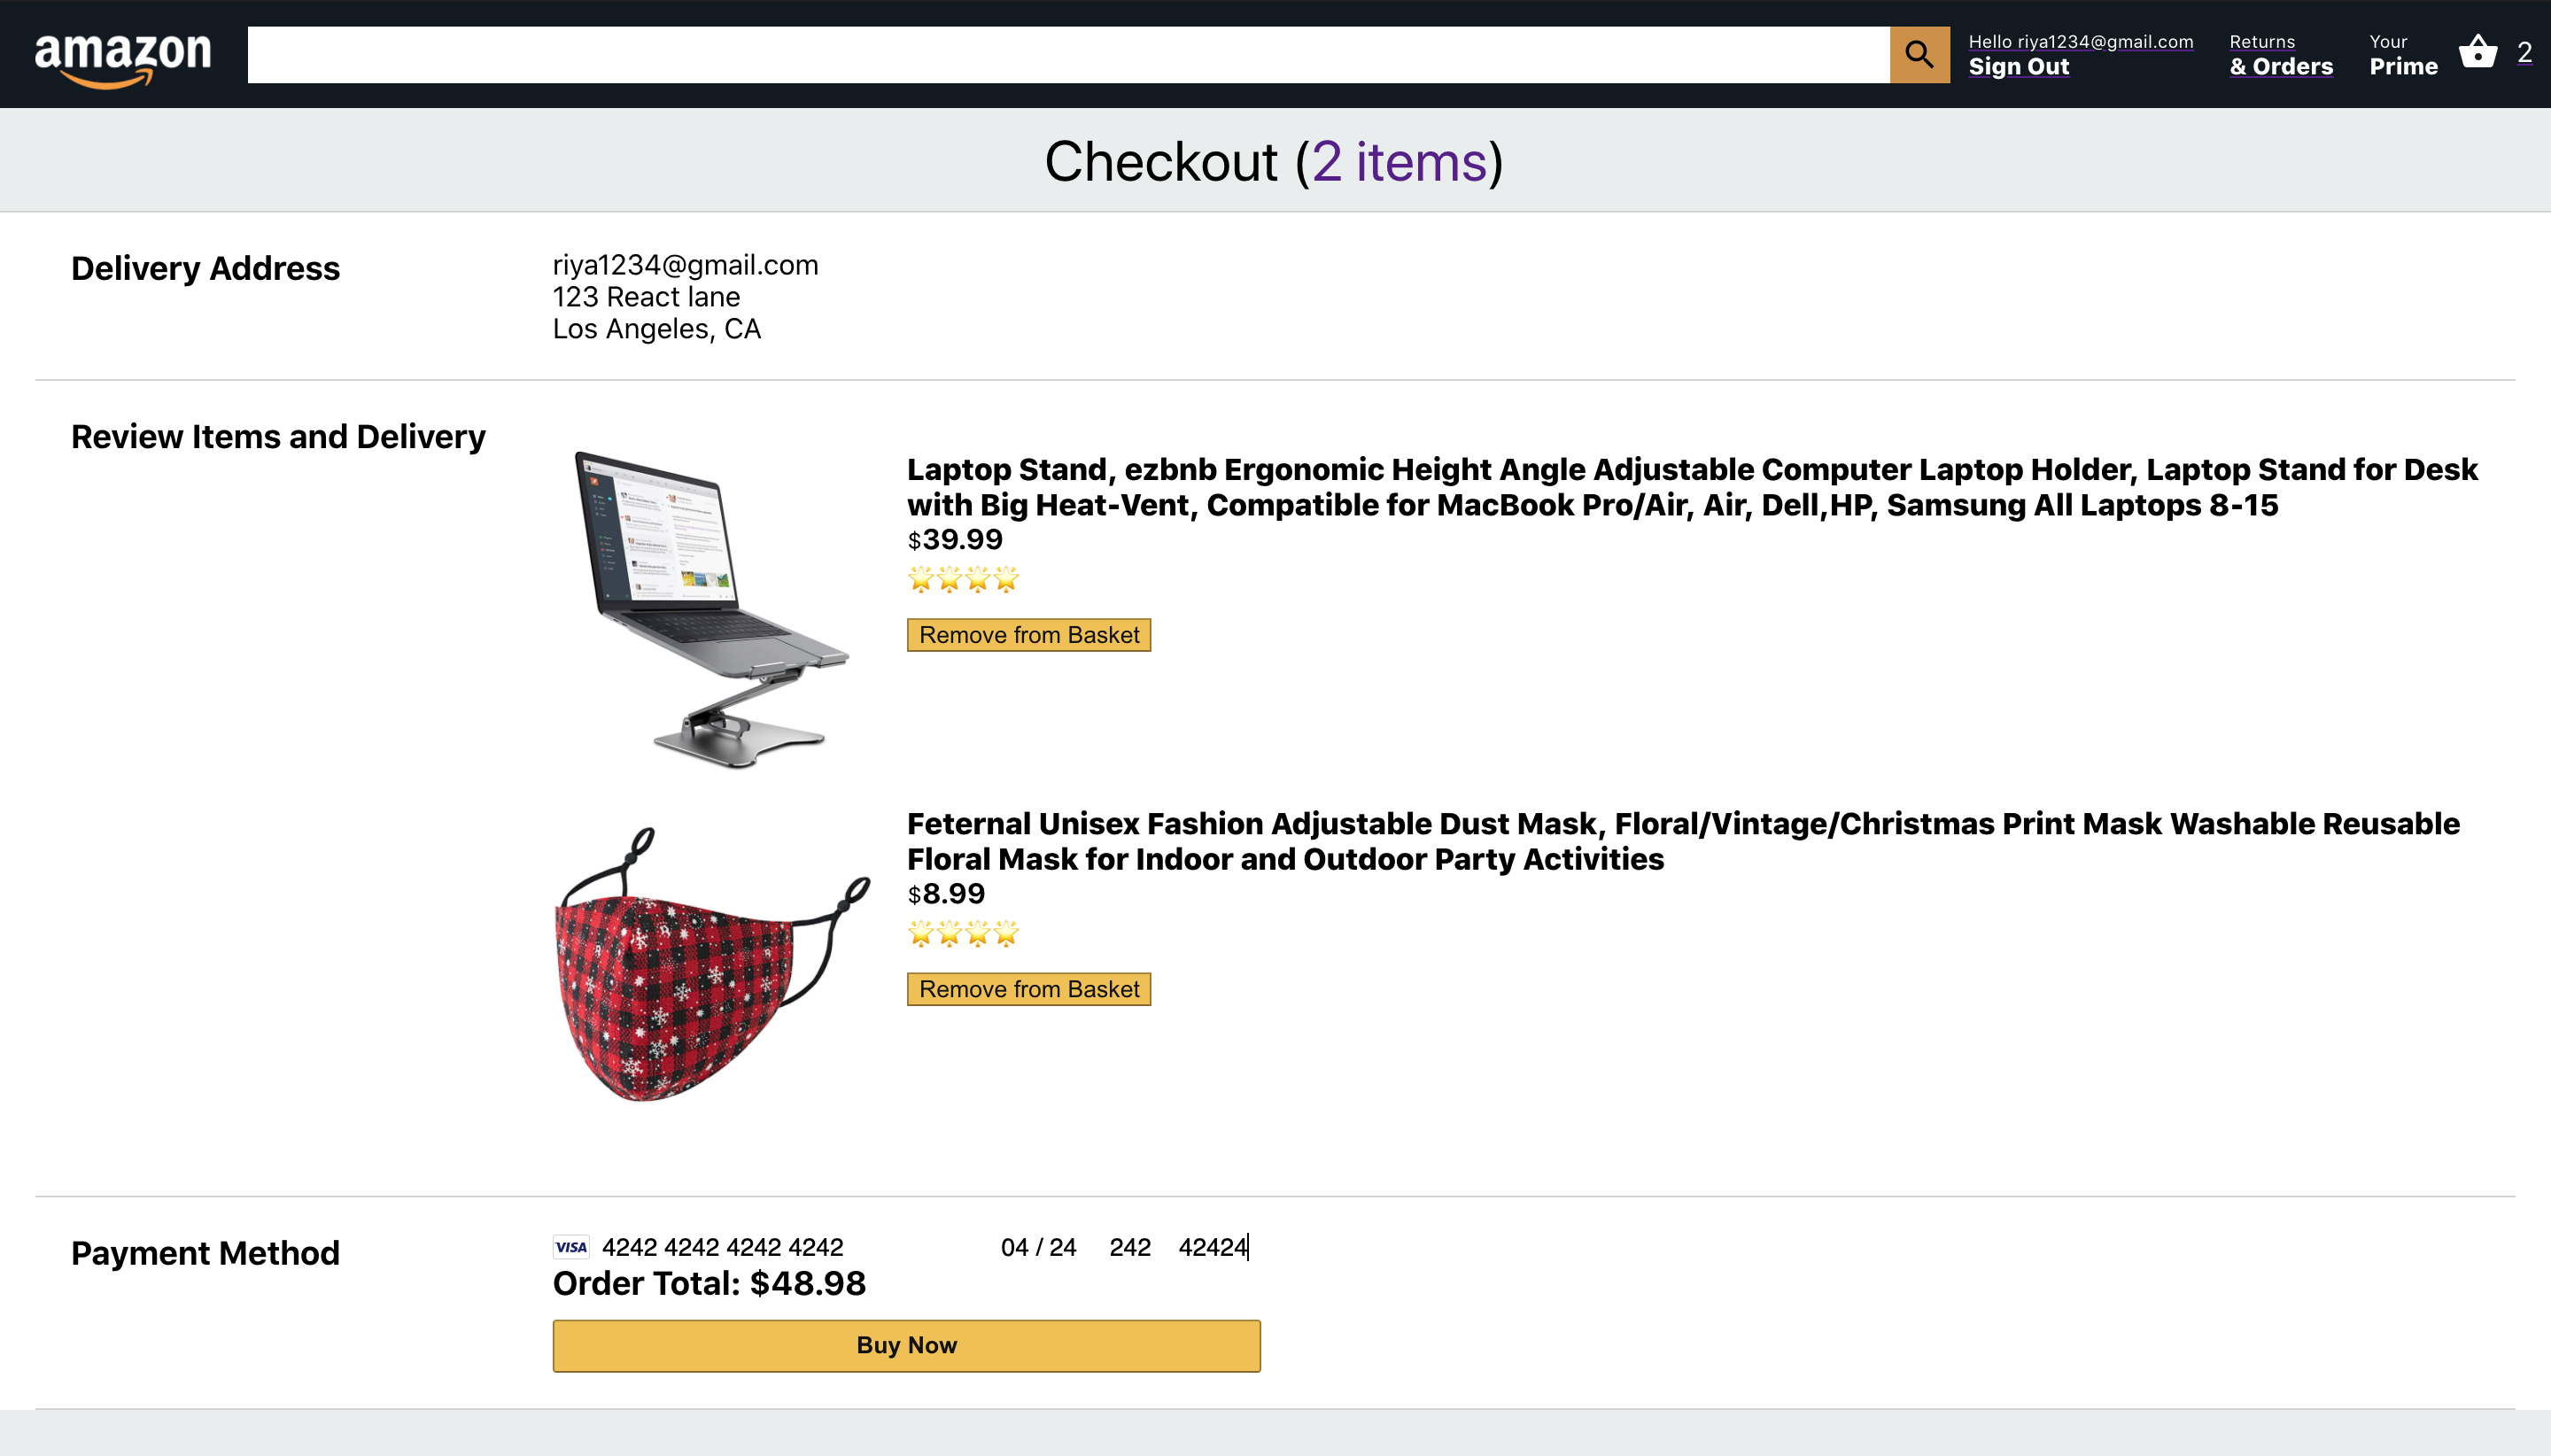 amazon
Hello riya1234@gmail.com
Sign Out
Returns
& Orders
Your
Prime
2
Checkout (2 items)
Delivery Address
riya1234@gmail.com
123 React lane
Los Angeles, CA
Review Items and Delivery
Laptop Stand, ezbnb Ergonomic Height Angle Adjustable Computer Laptop Holder, Laptop Stand for Desk
with Big Heat-Vent, Compatible for MacBook Pro/Air, Air, Dell,HP, Samsung All Laptops 8-15
$39.99
Remove from Basket
Feternal Unisex Fashion Adjustable Dust Mask, Floral/Vintage/Christmas Print Mask Washable Reusable
Floral Mask for Indoor and Outdoor Party Activities
$8.99
Remove from Basket
Payment Method
VISA 4242 4242 4242 4242 04 / 24 242 42424
Order Total: $48.98
Buy Now